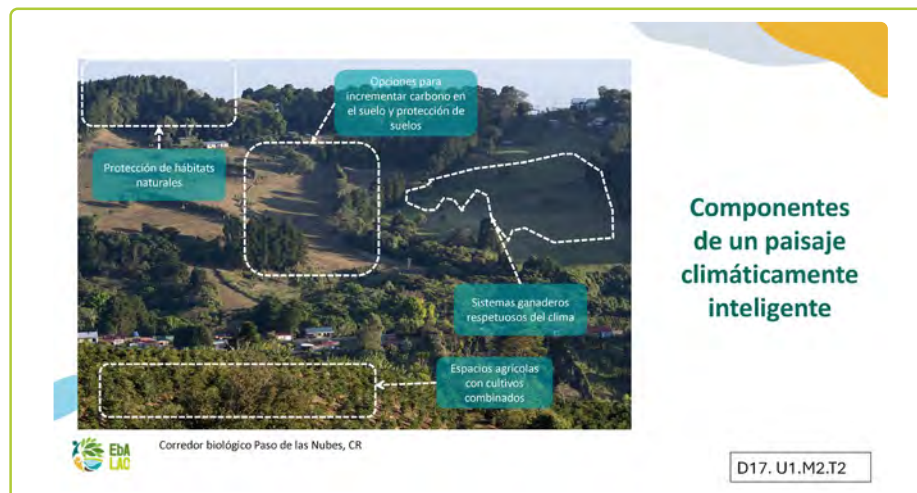 Opciones para
incrementar carbono en
el suelo y protección de
suelos
Protección de hábitats
naturales
Componentes
de un paisaje
climáticamente
inteligente
Sistemas ganaderos
respetuosos del clima
Espacios agrícolas
con cultivos
combinados
EbA
LAC
Corredor biológico Paso de las Nubes, CR
D17. U1.M2.T2